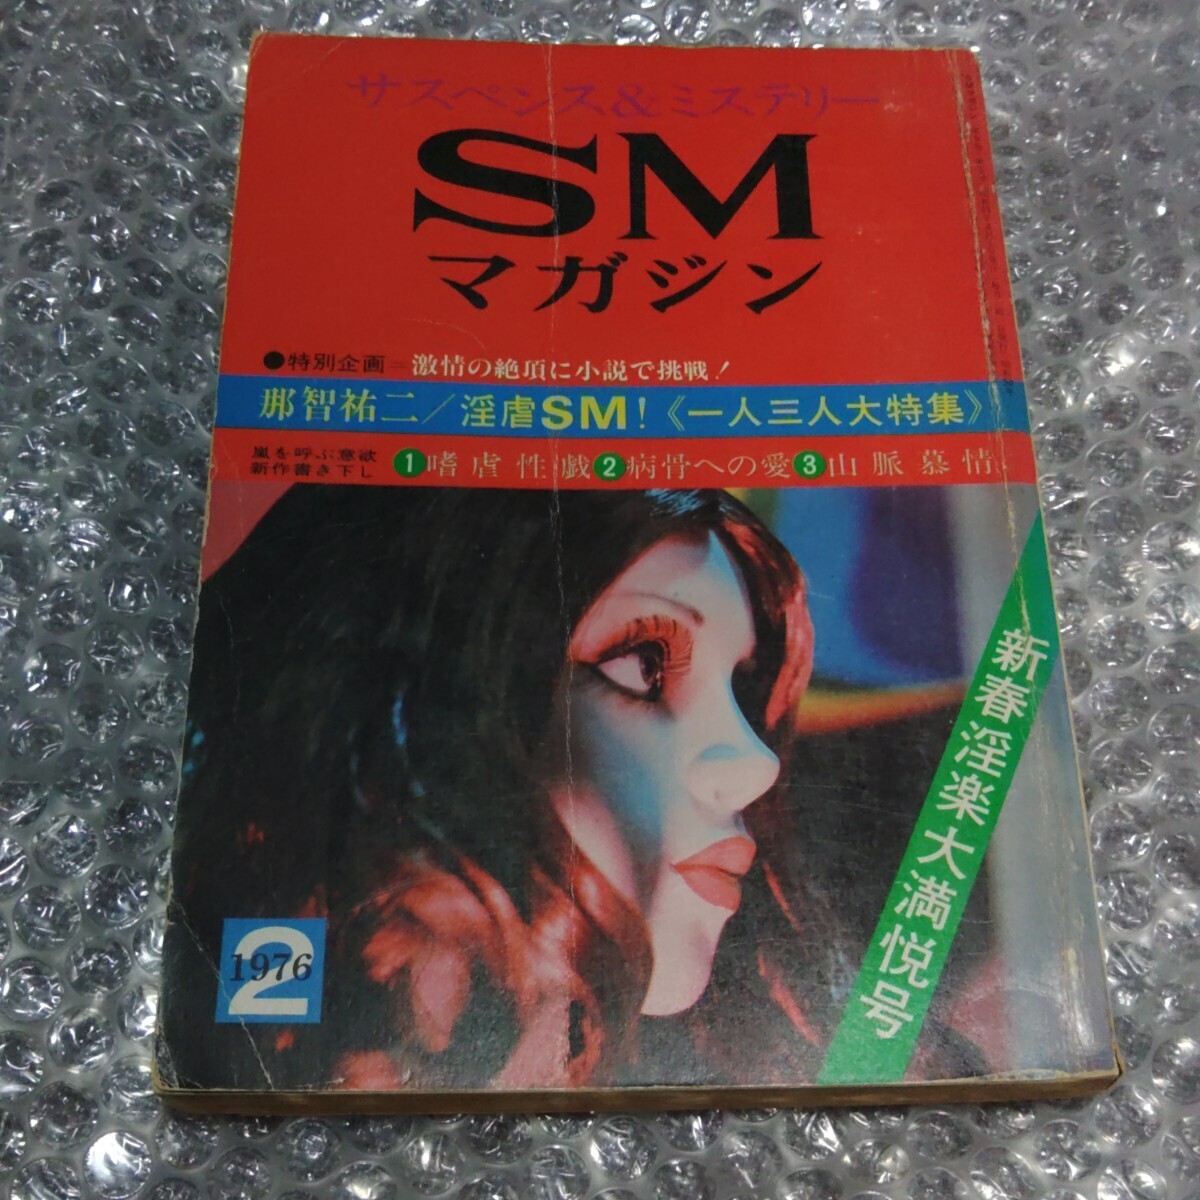 サスペンス&ミステリー
SM
マガジン
●特別企画=激情の絶頂に小説で挑戦!
那智祐二/淫虐SM!《一人三人大特集》
嵐を呼ぶ意欲
新作書き下し
1嗜虐性戯2病骨への愛3山脈慕情
新春淫楽大満悦号
2
1976